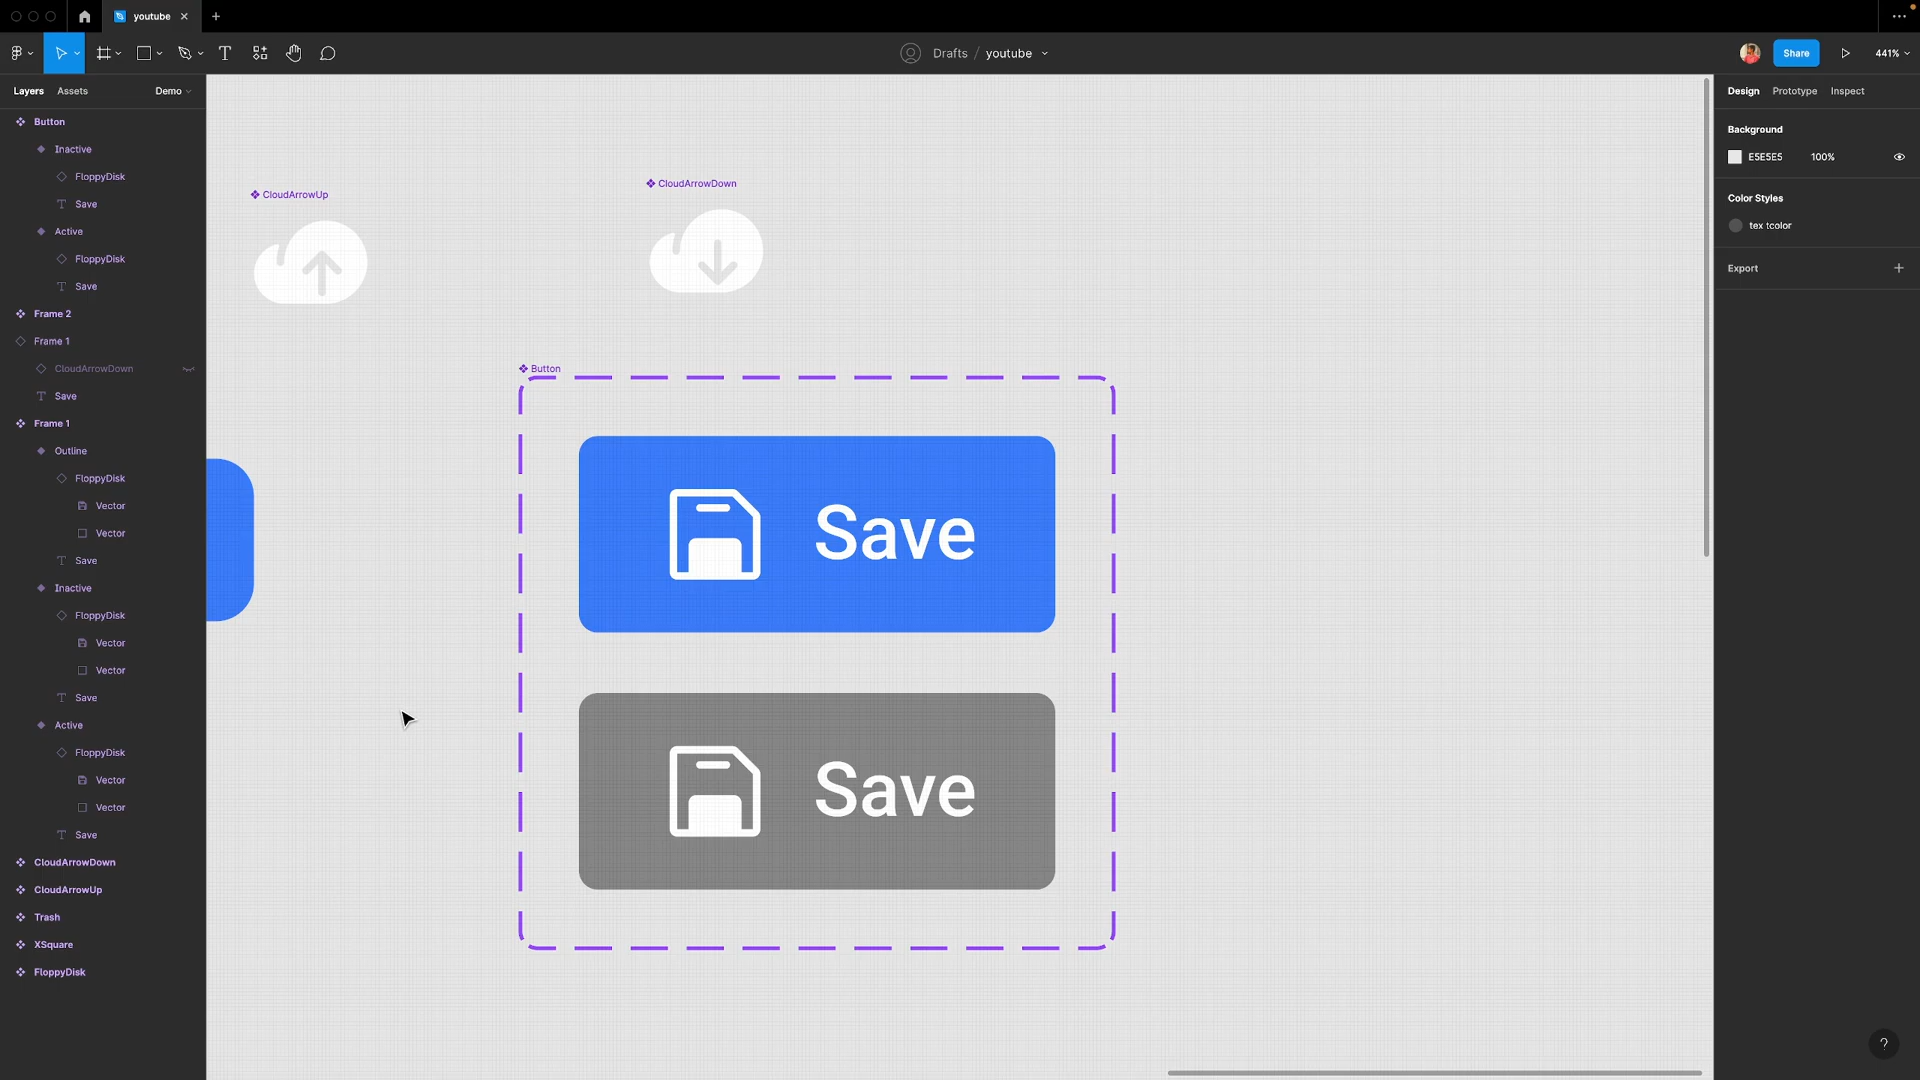 youtube
Drafts / youtube
Share
441%
Layers
Assets
Demo
Button
Inactive
FloppyDisk
Save
Active
FloppyDisk
Save
Frame 2
Frame 1
CloudArrowDown
Save
Frame 1
Outline
FloppyDisk
Vector
Vector
Save
Inactive
FloppyDisk
Vector
Vector
Save
Active
FloppyDisk
Vector
Vector
Save
CloudArrowDown
CloudArrowUp
Trash
XSquare
FloppyDisk
CloudArrowUp
CloudArrowDown
Button
Save
Save
Design
Prototype
Inspect
Background
E5E5E5
100%
Color Styles
tex tcolor
Export
?